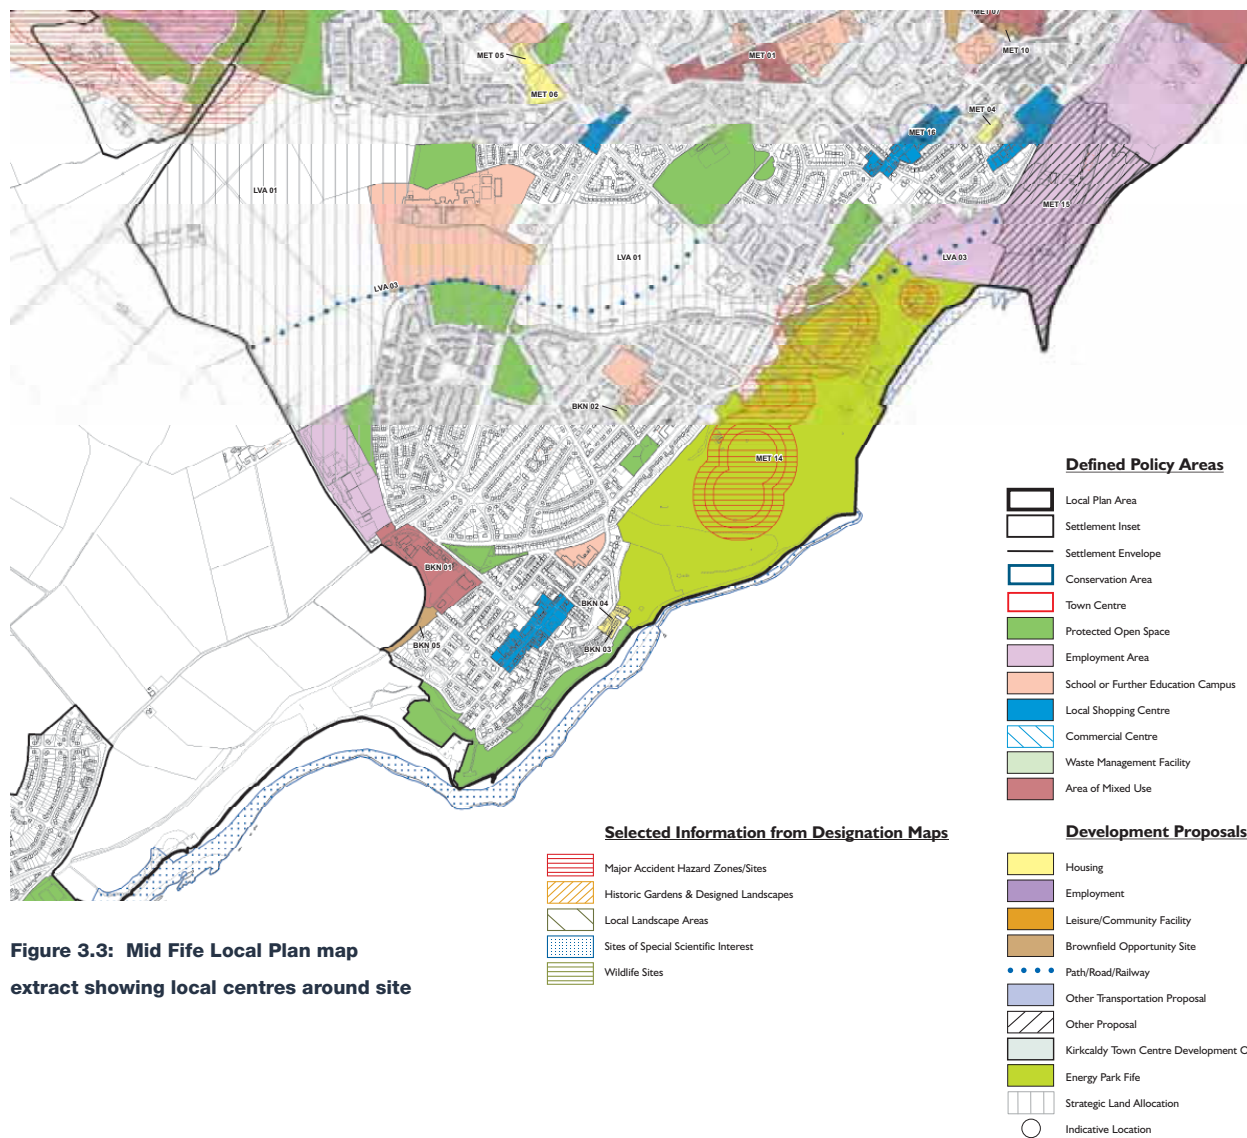 MET 07
MET 05
MET 01
MET 10
MET 06
MET 04
MET 16
LVA 01
MET 15
LVA 01
LVA 03
LVA 03
BKN 02
MET 14
BKN 01
BKN 04
BKN 05
BKN 03
Defined Policy Areas
Local Plan Area
Settlement Inset
Settlement Envelope
Conservation Area
Town Centre
Protected Open Space
Employment Area
School or Further Education Campus
Local Shopping Centre
Commercial Centre
Waste Management Facility
Area of Mixed Use
Selected Information from Designation Maps
Major Accident Hazard Zones/Sites
Historic Gardens & Designed Landscapes
Local Landscape Areas
Sites of Special Scientific Interest
Wildlife Sites
Development Proposals
Housing
Employment
Leisure/Community Facility
Brownfield Opportunity Site
Path/Road/Railway
Other Transportation Proposal
Other Proposal
Kirkcaldy Town Centre Development O
Energy Park Fife
Strategic Land Allocation
Indicative Location
Figure 3.3: Mid Fife Local Plan map
extract showing local centres around site